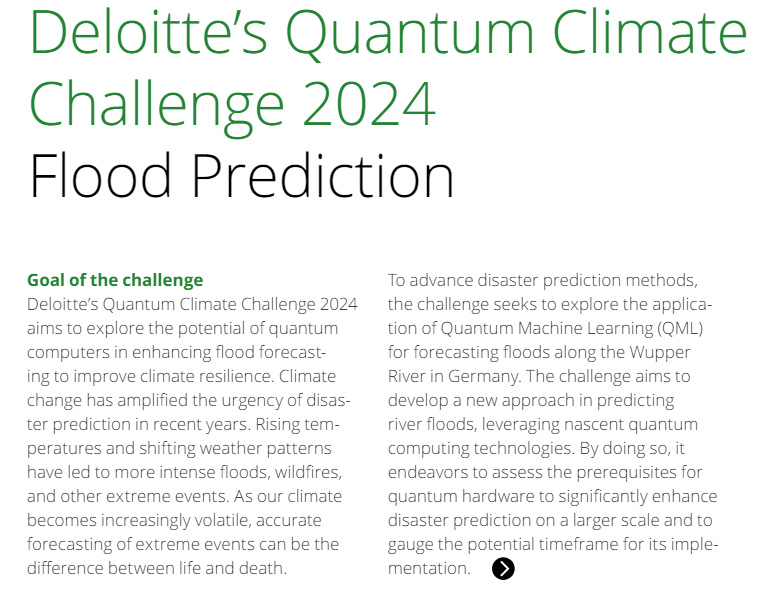 Deloitte’s Quantum Climate
Challenge 2024
Flood Prediction
Goal of the challenge
Deloitte’s Quantum Climate Challenge 2024
aims to explore the potential of quantum
computers in enhancing flood forecast-
ing to improve climate resilience. Climate
change has amplified the urgency of disas-
ter prediction in recent years. Rising tem-
peratures and shifting weather patterns
have led to more intense floods, wildfires,
and other extreme events. As our climate
becomes increasingly volatile, accurate
forecasting of extreme events can be the
difference between life and death.
To advance disaster prediction methods,
the challenge seeks to explore the applica-
tion of Quantum Machine Learning (QML)
for forecasting floods along the Wupper
River in Germany. The challenge aims to
develop a new approach in predicting
river floods, leveraging nascent quantum
computing technologies. By doing so, it
endeavors to assess the prerequisites for
quantum hardware to significantly enhance
disaster prediction on a larger scale and to
gauge the potential timeframe for its imple-
mentation.